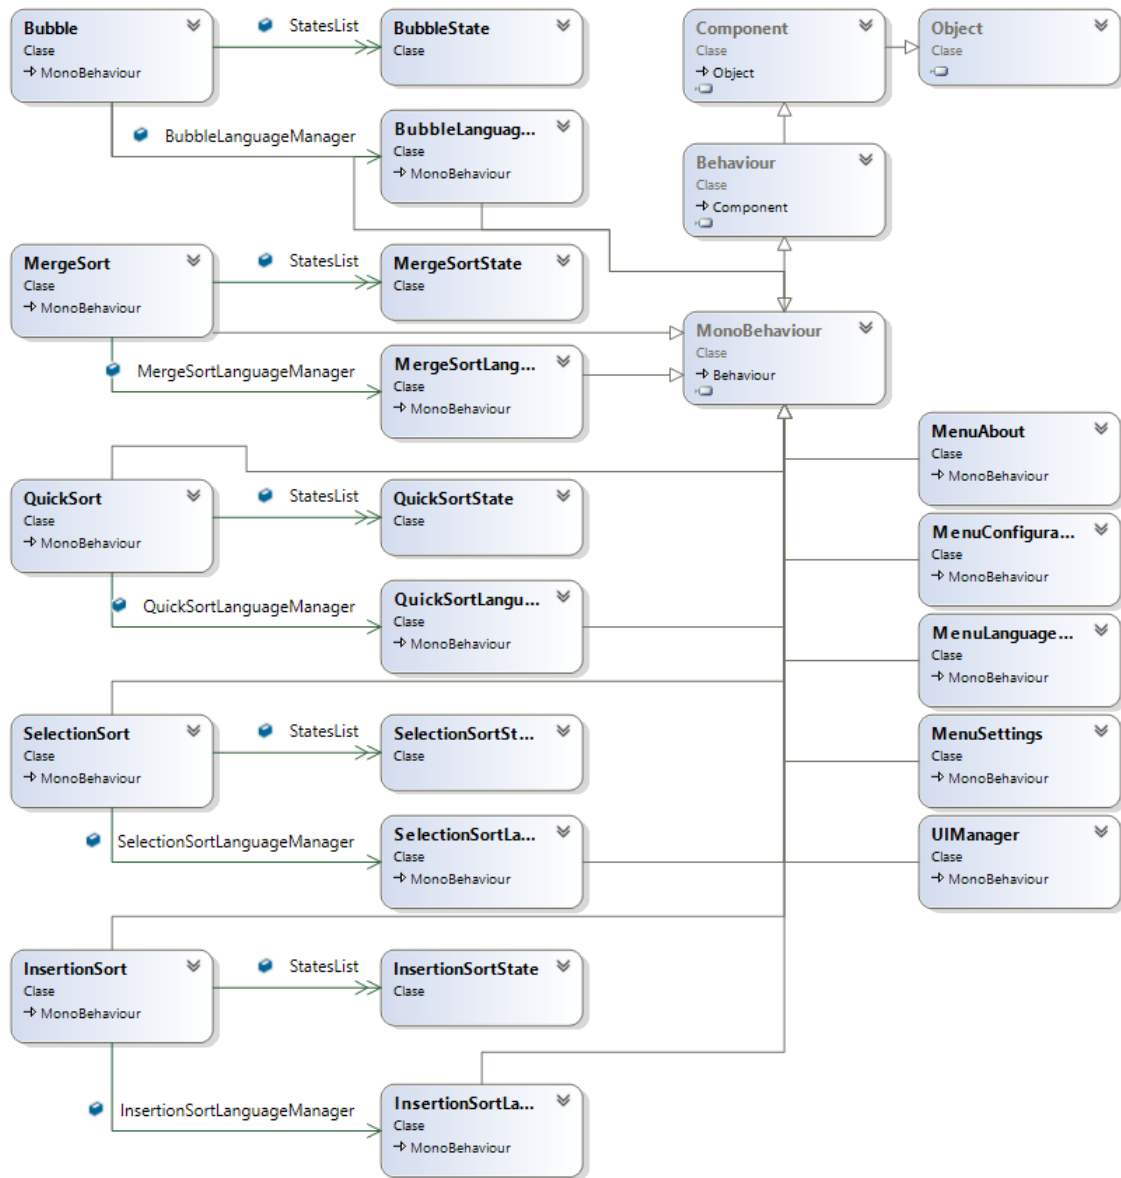 Bubble
Clase
MonoBehaviour
StatesList
BubbleState
Clase
Component
Clase
Object
Object
Clase
BubbleLanguageManager
BubbleLanguag...
Clase
MonoBehaviour
Behaviour
Clase
Component
MergeSort
Clase
MonoBehaviour
StatesList
MergeSortState
Clase
MonoBehaviour
Clase
Behaviour
MergeSortLanguageManager
MergeSortLang...
Clase
MonoBehaviour
MenuAbout
Clase
MonoBehaviour
QuickSort
Clase
MonoBehaviour
StatesList
QuickSortState
Clase
MenuConfigura...
Clase
MonoBehaviour
QuickSortLanguageManager
QuickSortLangu...
Clase
MonoBehaviour
MenuLanguage...
Clase
MonoBehaviour
SelectionSort
Clase
MonoBehaviour
StatesList
SelectionSortSt...
Clase
MenuSettings
Clase
MonoBehaviour
SelectionSortLanguageManager
SelectionSortLa...
Clase
MonoBehaviour
UIManager
Clase
MonoBehaviour
InsertionSort
Clase
MonoBehaviour
StatesList
InsertionSortState
Clase
InsertionSortLanguageManager
InsertionSortLa...
Clase
MonoBehaviour